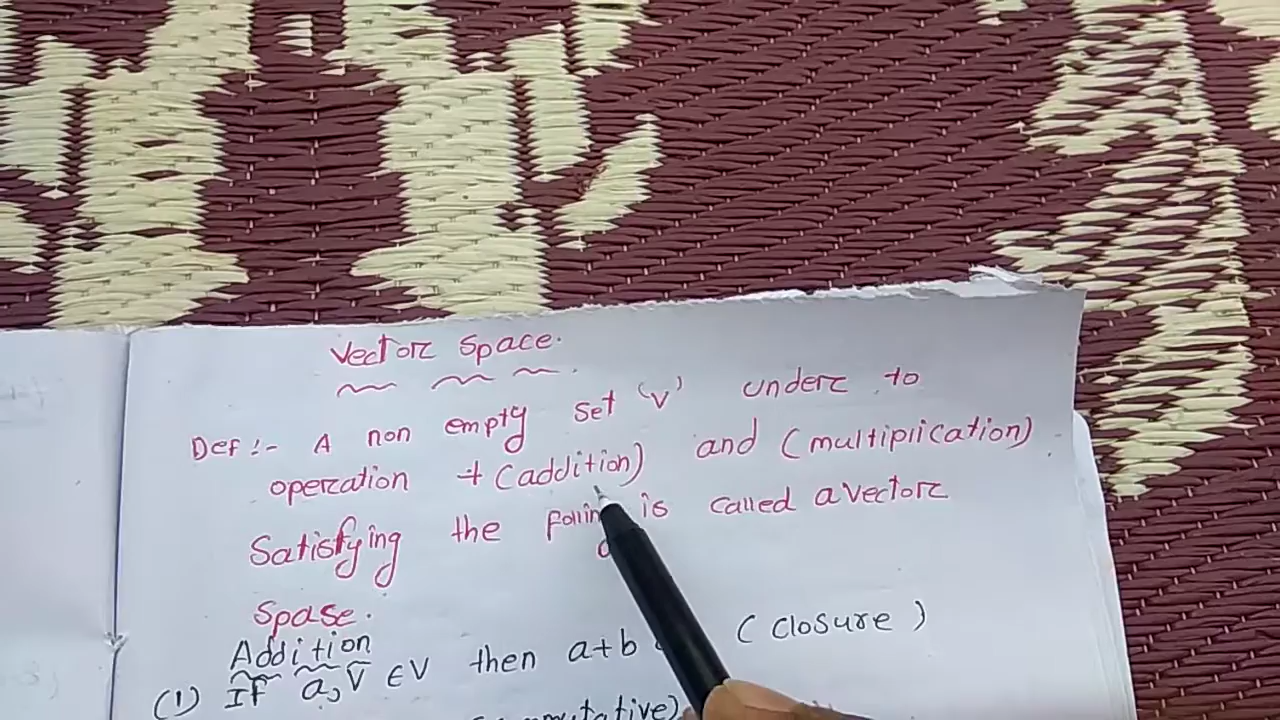 Vector Space.
Def :- A non empty set 'v' under to
operation + (addition) and (multiplication).
Satisfying the is called a vector
Spase.
Addition
(1) If a, v ∈ V then a+b (closure)